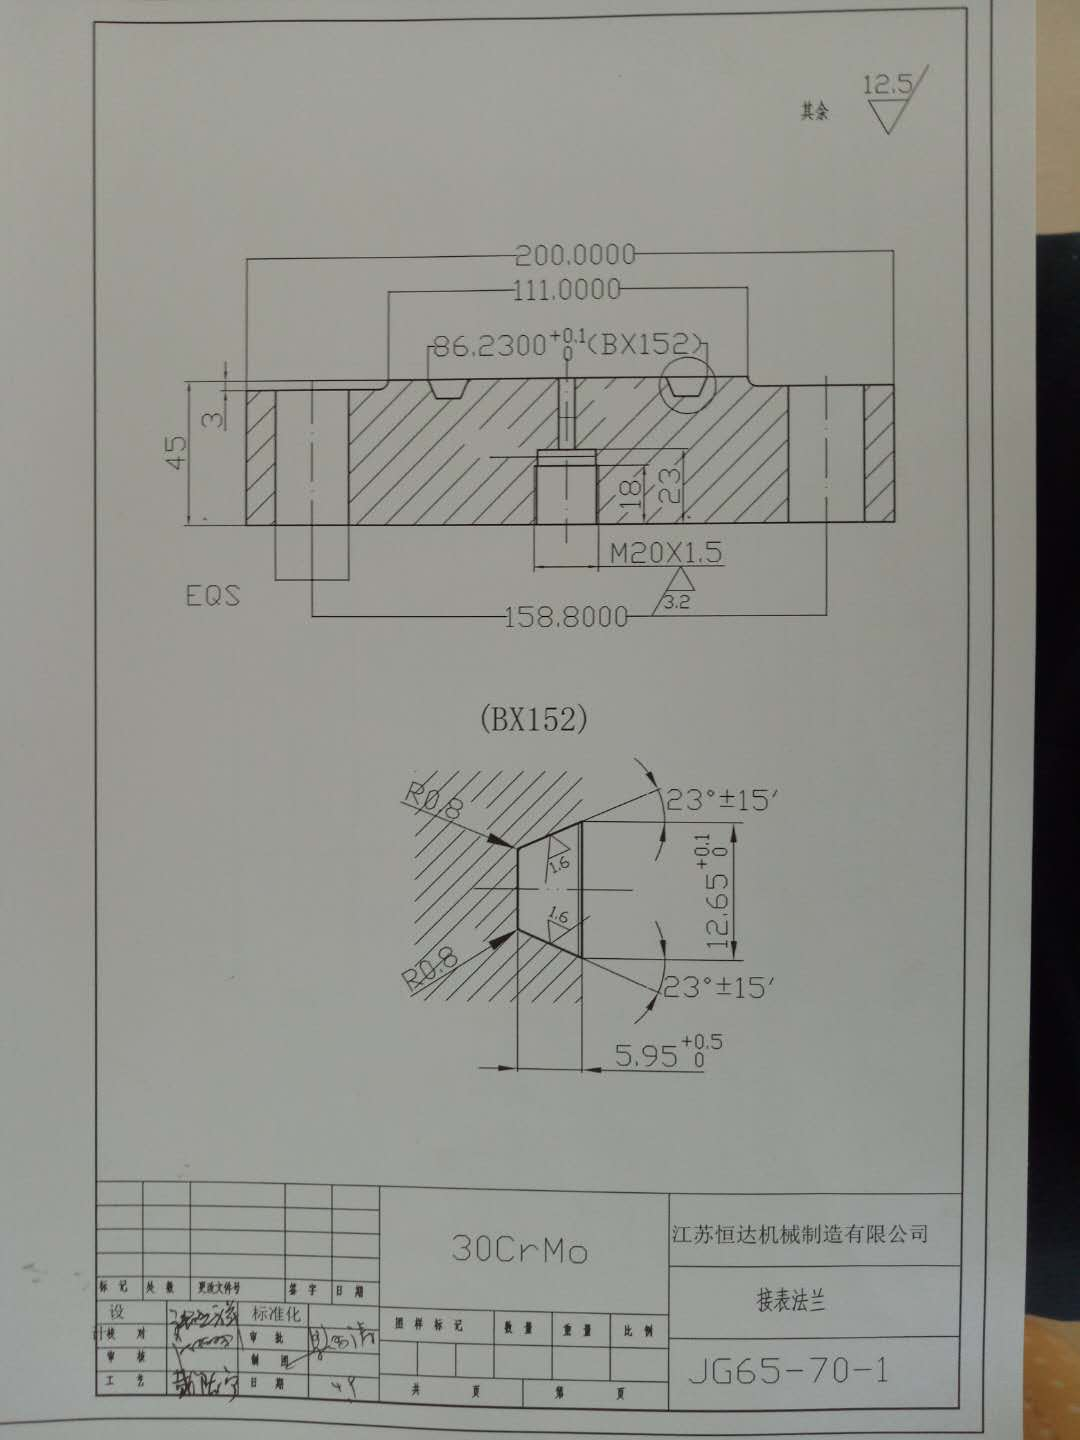 其余 12.5
200.0000
111.0000
86.2300+0.1 0(BX152)
3
45
18
23
M20X1.5
3.2
EQS
158.8000
(BX152)
R0.8
23°±15′
1.6
12.65+0.1 0
1.6
R0.8
23°±15′
5.95+0.5 0
30CrMo
江苏恒达机械制造有限公司
标 记 处 数 更改文件号 签 字 日 期
接表法兰
设 标准化
计校 对 审 批
图 样 标 记 数 量 重 量 比 例
审 核 制 图
工 艺 日 期
共 页 第 页
JG65-70-1